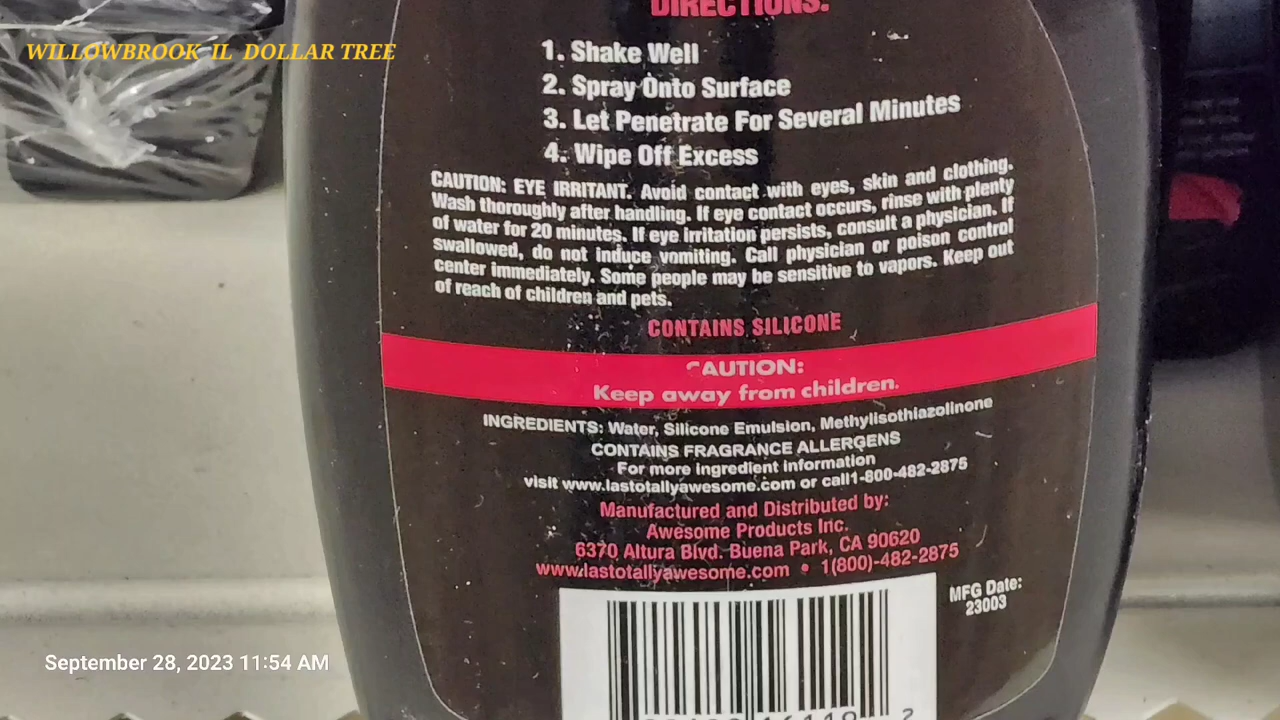 WILLOWBROOK IL DOLLAR TREE
DIRECTIONS:
1. Shake Well
2. Spray Onto Surface
3. Let Penetrate For Several Minutes
4. Wipe Off Excess
CAUTION: EYE IRRITANT. Avoid contact with eyes, skin and clothing.
Wash thoroughly after handling. If eye contact occurs, rinse with plenty
of water for 20 minutes. If eye irritation persists, consult a physician. If
swallowed, do not induce vomiting. Call physician or poison control
center immediately. Some people may be sensitive to vapors. Keep out
of reach of children and pets.
CONTAINS SILICONE
CAUTION:
Keep away from children.
INGREDIENTS: Water, Silicone Emulsion, Methylisothiazolinone
CONTAINS FRAGRANCE ALLERGENS
For more ingredient information
visit www.lastotallyawesome.com or call1-800-482-2875
Manufactured and Distributed by:
Awesome Products Inc.
6370 Altura Blvd. Buena Park, CA 90620
www.lastotallyawesome.com • 1(800)-482-2875
MFG Date:
23003
2
September 28, 2023 11:54 AM